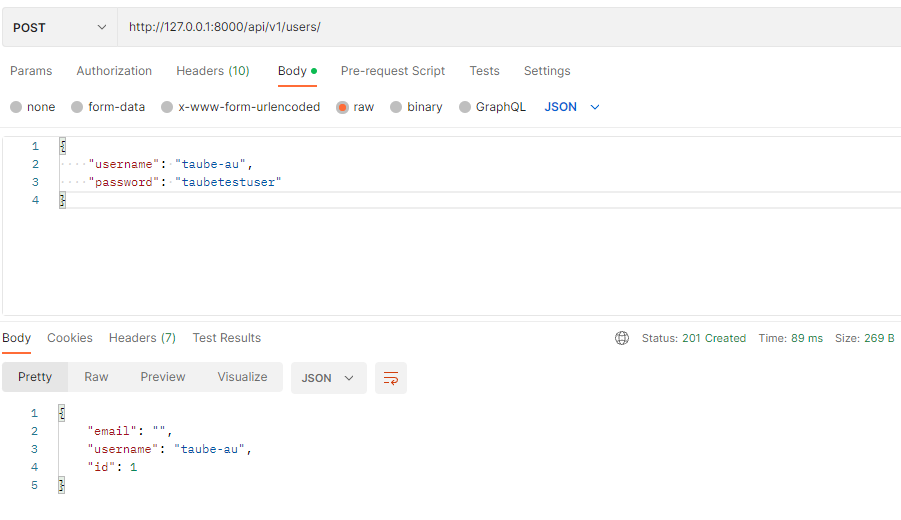 POST http://127.0.0.1:8000/api/v1/users/
Params Authorization Headers (10) Body Pre-request Script Tests Settings
none form-data x-www-form-urlencoded raw binary GraphQL JSON
1 {
2 "username": "taube-au",
3 "password": "taubetestuser"
4 }
Body Cookies Headers (7) Test Results Status: 201 Created Time: 89 ms Size: 269 B
Pretty Raw Preview Visualize JSON
1 {
2 "email": "",
3 "username": "taube-au",
4 "id": 1
5 }